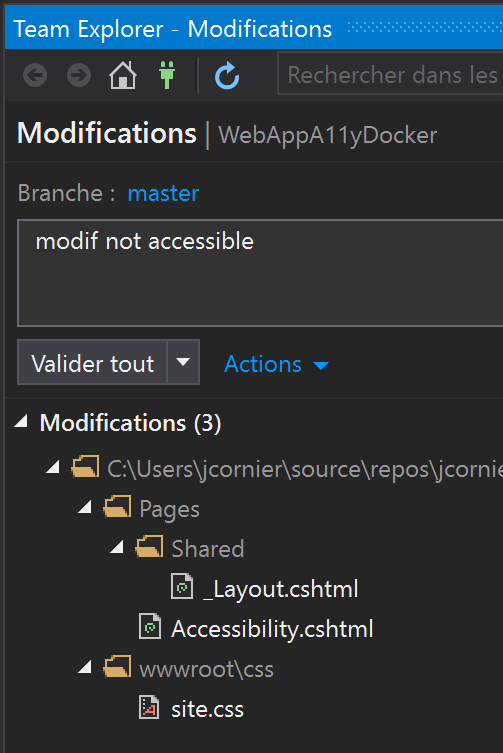 Team Explorer - Modifications
Rechercher dans les
Modifications | WebAppA11yDocker
Branche : master
modif not accessible
Valider tout Actions
Modifications (3)
C:\Users\jcornier\source\repos\jcornie
Pages
Shared
_Layout.cshtml
Accessibility.cshtml
wwwroot\css
site.css